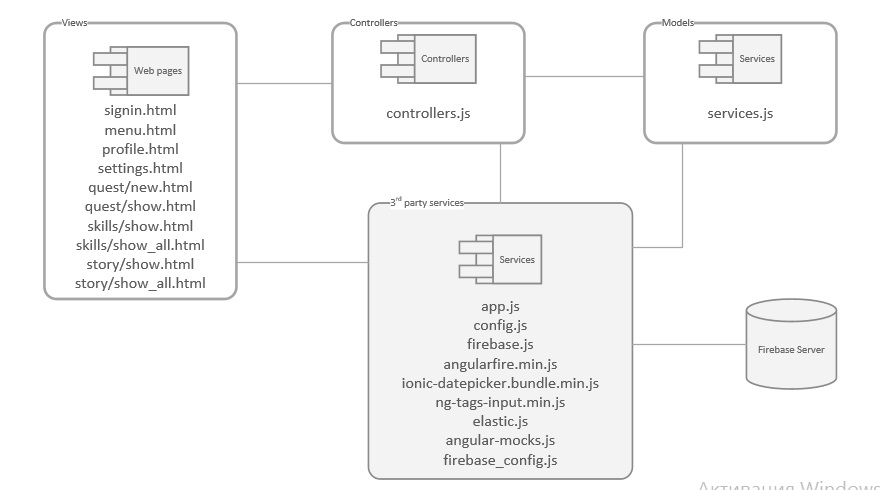 Views
Web pages
signin.html
menu.html
profile.html
settings.html
quest/new.html
quest/show.html
skills/show.html
skills/show_all.html
story/show.html
story/show_all.html
Controllers
Controllers
controllers.js
Models
Services
services.js
3rd party services
Services
app.js
config.js
firebase.js
angularfire.min.js
ionic-datepicker.bundle.min.js
ng-tags-input.min.js
elastic.js
angular-mocks.js
firebase_config.js
Firebase Server
Активация Windows